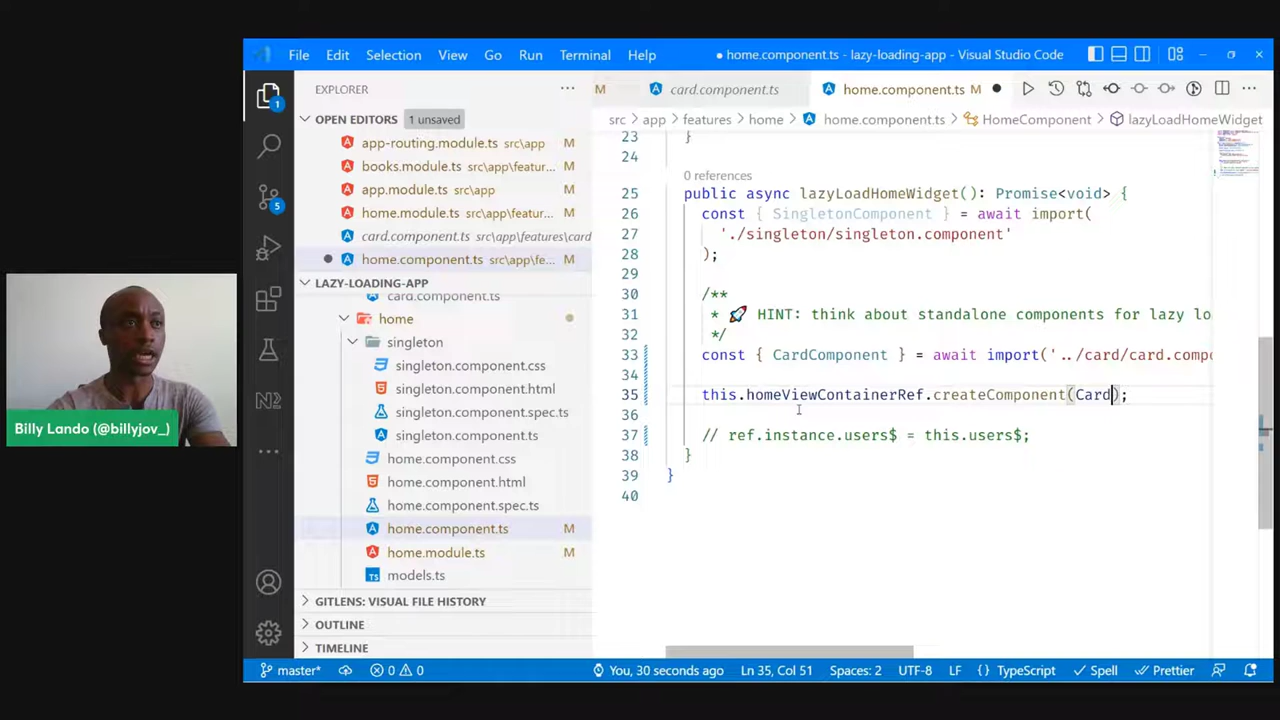 File Edit Selection View Go Run Terminal Help
● home.component.ts - lazy-loading-app - Visual Studio Code
EXPLORER
OPEN EDITORS 1 unsaved
app-routing.module.ts src\app M
books.module.ts src\app\featur... M
app.module.ts src\app M
home.module.ts src\app\featur... M
card.component.ts src\app\features\card
home.component.ts src\app\fe... M
LAZY-LOADING-APP
card.component.ts
home
singleton
singleton.component.css
singleton.component.html
singleton.component.spec.ts
singleton.component.ts
home.component.css
home.component.html
home.component.spec.ts
home.component.ts M
home.module.ts M
models.ts
GITLENS: VISUAL FILE HISTORY
OUTLINE
TIMELINE
1
5
M card.component.ts home.component.ts M
src > app > features > home > home.component.ts > HomeComponent > lazyLoadHomeWidget
23 }
24
0 references
25 public async lazyLoadHomeWidget(): Promise<void> {
26 const { SingletonComponent } = await import(
27 './singleton/singleton.component'
28 );
29
30 /**
31 * 🚀 HINT: think about standalone components for lazy lo
32 */
33 const { CardComponent } = await import('../card/card.compo
34
35 this.homeViewContainerRef.createComponent(Card);
36
37 // ref.instance.users$ = this.users$;
38 }
39 }
40
Billy Lando (@billyjov_)
master* 0 0 You, 30 seconds ago Ln 35, Col 51 Spaces: 2 UTF-8 LF {} TypeScript Spell Prettier